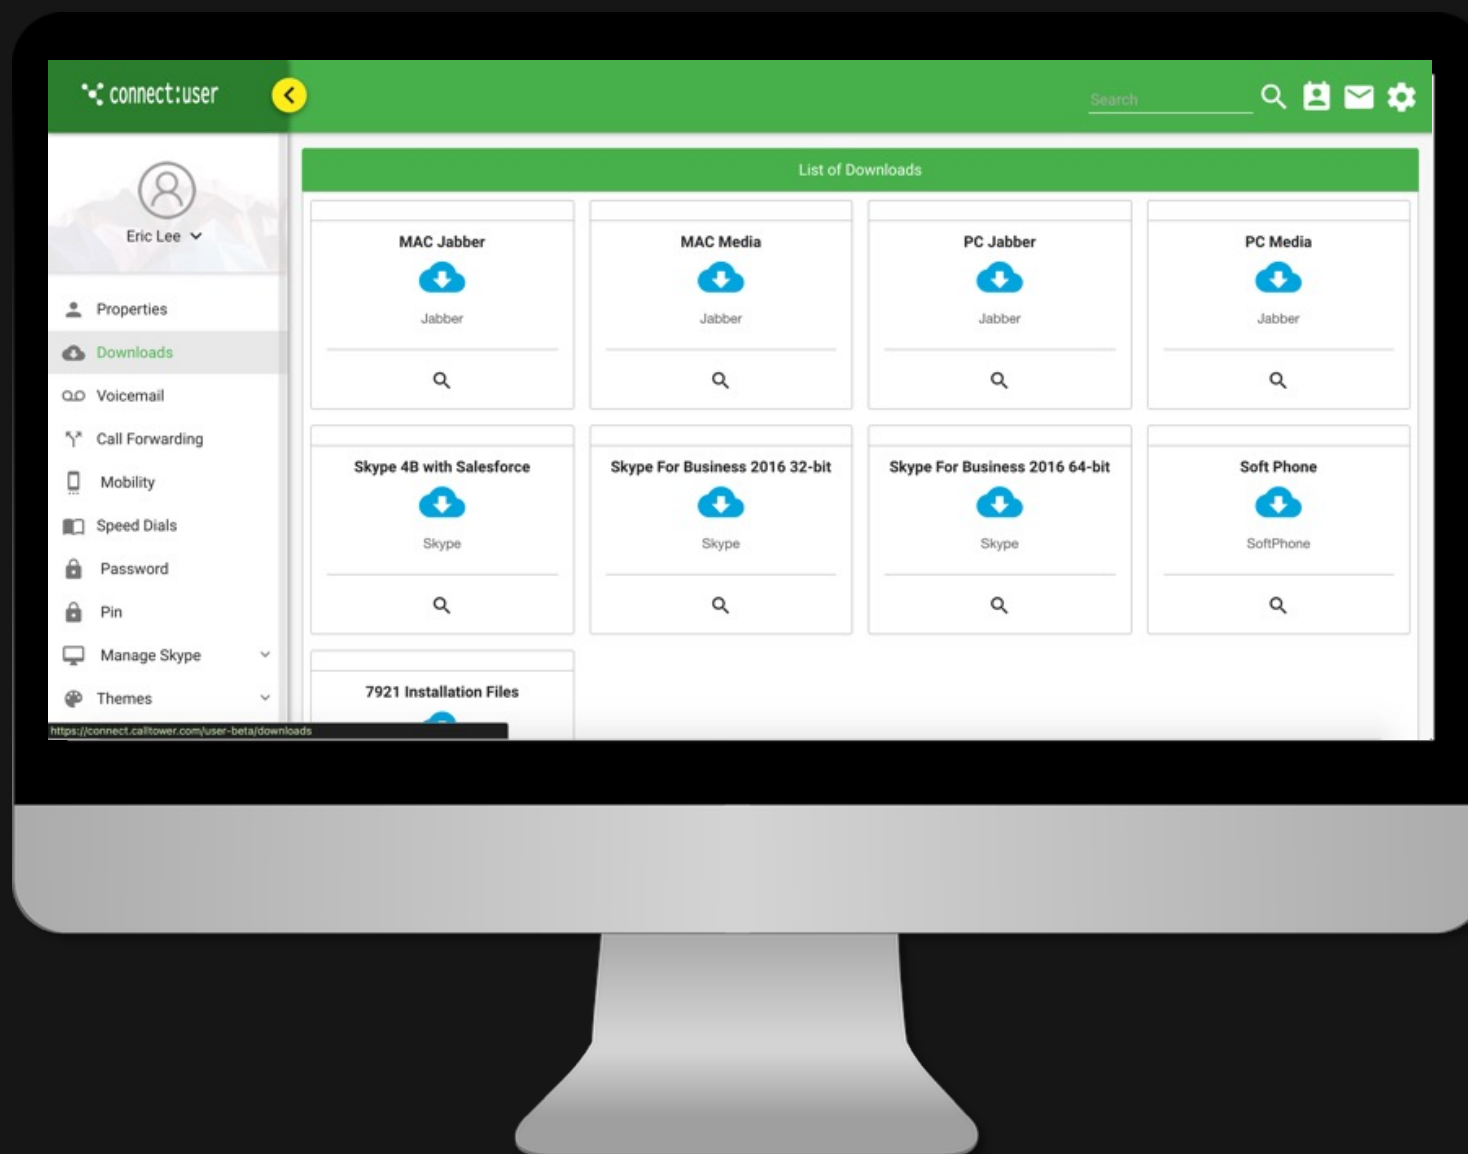 connect:user
Search
Eric Lee
Properties
Downloads
Voicemail
Call Forwarding
Mobility
Speed Dials
Password
Pin
Manage Skype
Themes
https://connect.calltower.com/user-beta/downloads
List of Downloads
MAC Jabber
Jabber
MAC Media
Jabber
PC Jabber
Jabber
PC Media
Jabber
Skype 4B with Salesforce
Skype
Skype For Business 2016 32-bit
Skype
Skype For Business 2016 64-bit
Skype
Soft Phone
SoftPhone
7921 Installation Files